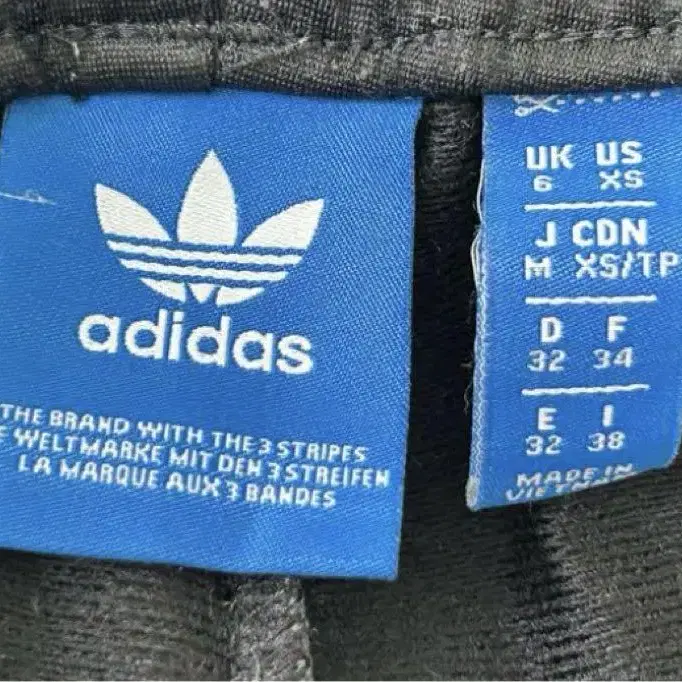 adidas
THE BRAND WITH THE 3 STRIPES
E WELTMARKE MIT DEN 3 STREIFEN
LA MARQUE AUX 3 BANDES
UK US
6 XS
J CDN
M XS/TP
D F
32 34
E I
32 38
MADE IN
VIETNAM